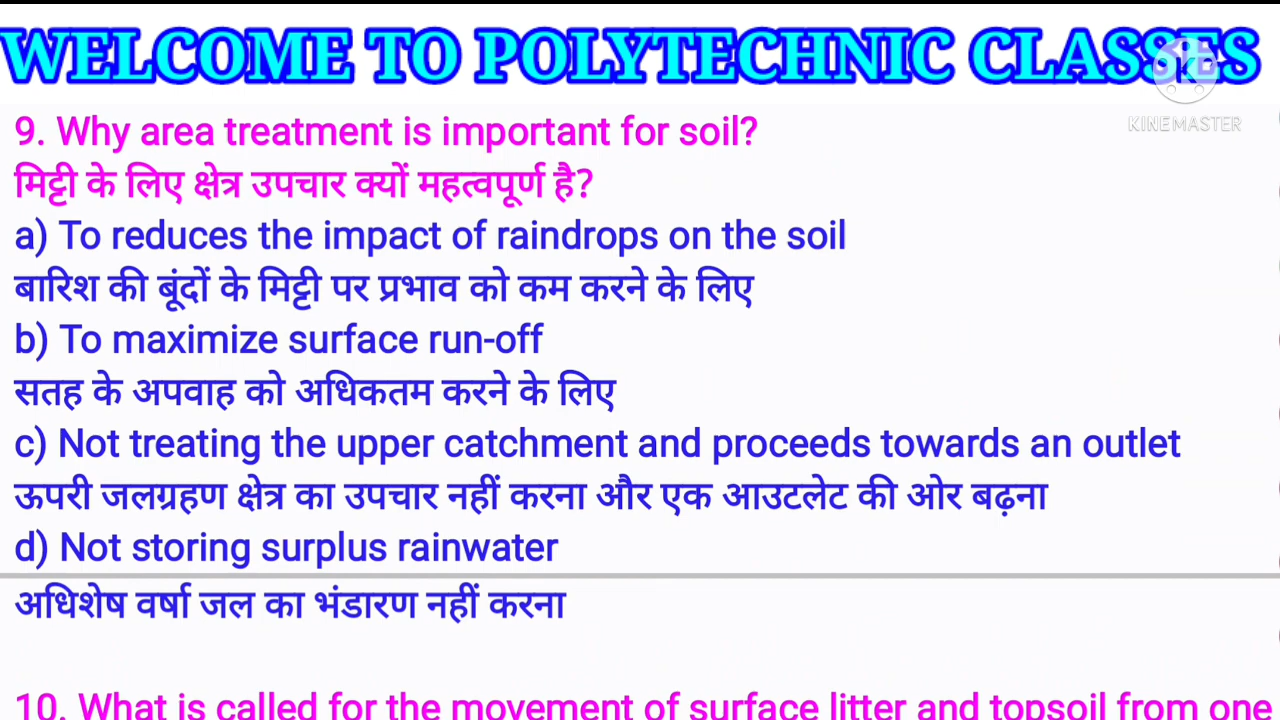 WELCOME TO POLYTECHNIC CLASSES
KINEMASTER
9. Why area treatment is important for soil?
मिट्टी के लिए क्षेत्र उपचार क्यों महत्वपूर्ण है?
a) To reduces the impact of raindrops on the soil
बारिश की बूंदों के मिट्टी पर प्रभाव को कम करने के लिए
b) To maximize surface run-off
सतह के अपवाह को अधिकतम करने के लिए
c) Not treating the upper catchment and proceeds towards an outlet
ऊपरी जलग्रहण क्षेत्र का उपचार नहीं करना और एक आउटलेट की ओर बढ़ना
d) Not storing surplus rainwater
अधिशेष वर्षा जल का भंडारण नहीं करना
10. What is called for the movement of surface litter and topsoil from one